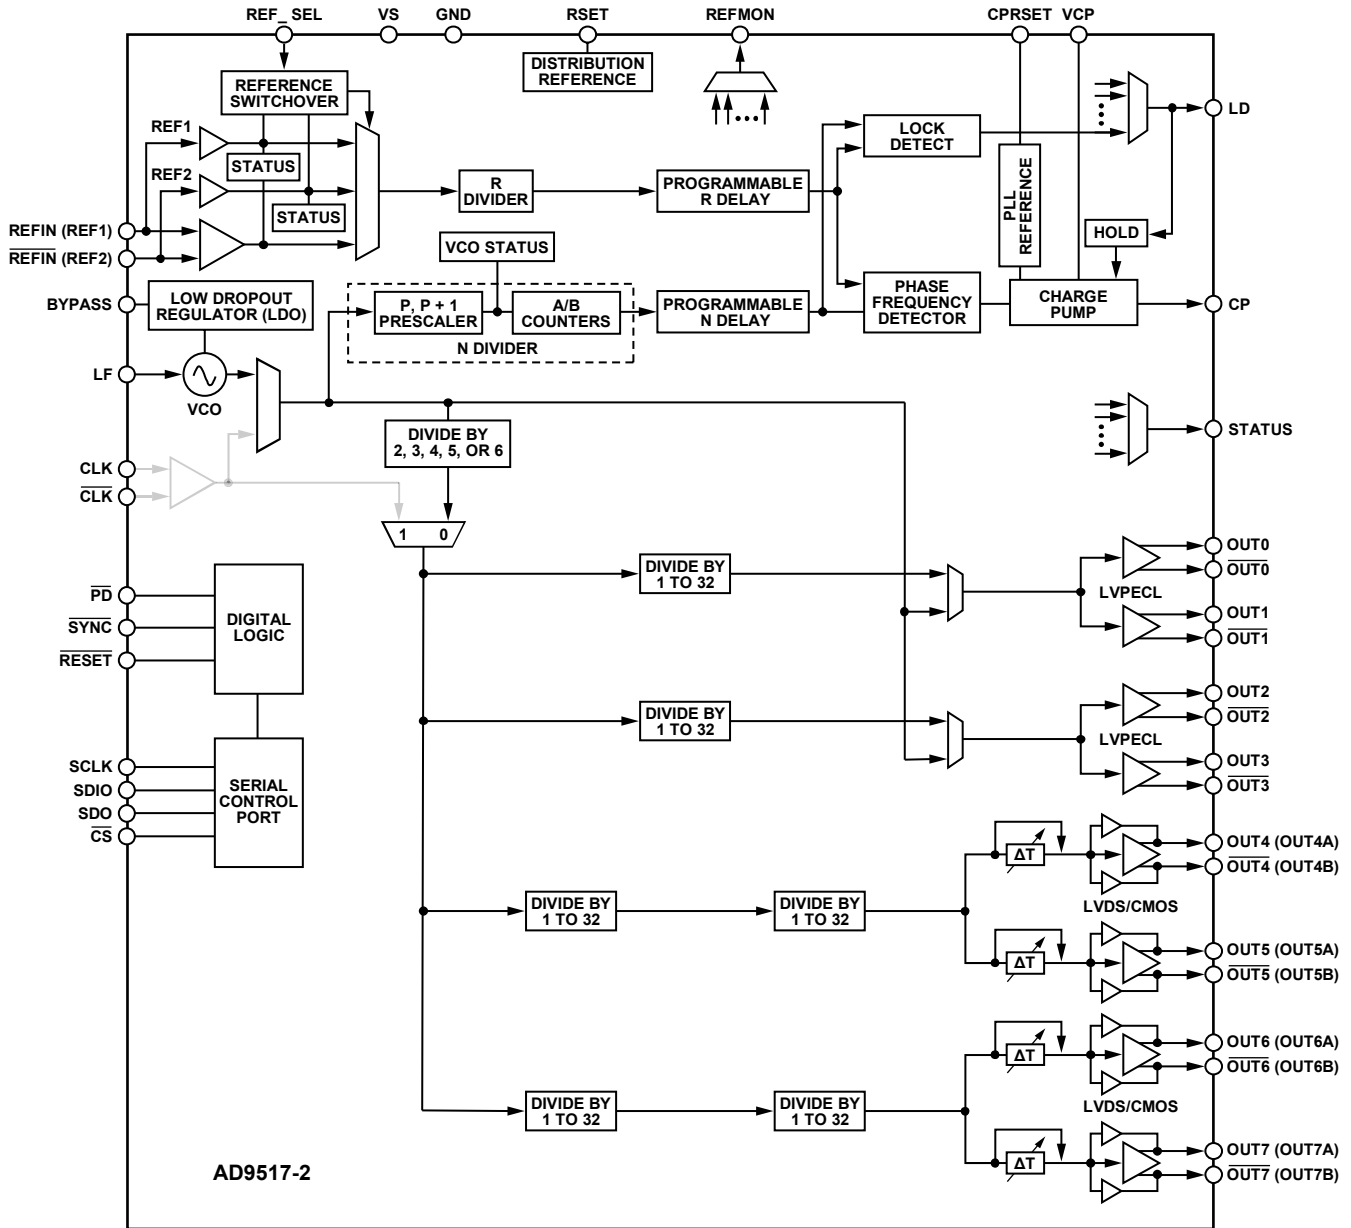 REF_ SEL VS GND RSET REFMON CPRSET VCP
DISTRIBUTION
REFERENCE
REFERENCE
SWITCHOVER
REF1
STATUS
REF2
STATUS
R
DIVIDER
PROGRAMMABLE
R DELAY
LOCK
DETECT
LD
PLL
REFERENCE
HOLD
REFIN (REF1)
REFIN (REF2)
BYPASS
LOW DROPOUT
REGULATOR (LDO)
VCO STATUS
P, P + 1
PRESCALER
A/B
COUNTERS
N DIVIDER
PROGRAMMABLE
N DELAY
PHASE
FREQUENCY
DETECTOR
CHARGE
PUMP
CP
LF
VCO
STATUS
DIVIDE BY
2, 3, 4, 5, OR 6
CLK
CLK
1 0
PD
SYNC
RESET
DIGITAL
LOGIC
DIVIDE BY
1 TO 32
LVPECL
OUT0
OUT0
OUT1
OUT1
DIVIDE BY
1 TO 32
LVPECL
OUT2
OUT2
OUT3
OUT3
SCLK
SDIO
SDO
CS
SERIAL
CONTROL
PORT
DIVIDE BY
1 TO 32
DIVIDE BY
1 TO 32
ΔT
OUT4 (OUT4A)
OUT4 (OUT4B)
LVDS/CMOS
ΔT
OUT5 (OUT5A)
OUT5 (OUT5B)
DIVIDE BY
1 TO 32
DIVIDE BY
1 TO 32
ΔT
OUT6 (OUT6A)
OUT6 (OUT6B)
LVDS/CMOS
ΔT
OUT7 (OUT7A)
OUT7 (OUT7B)
AD9517-2